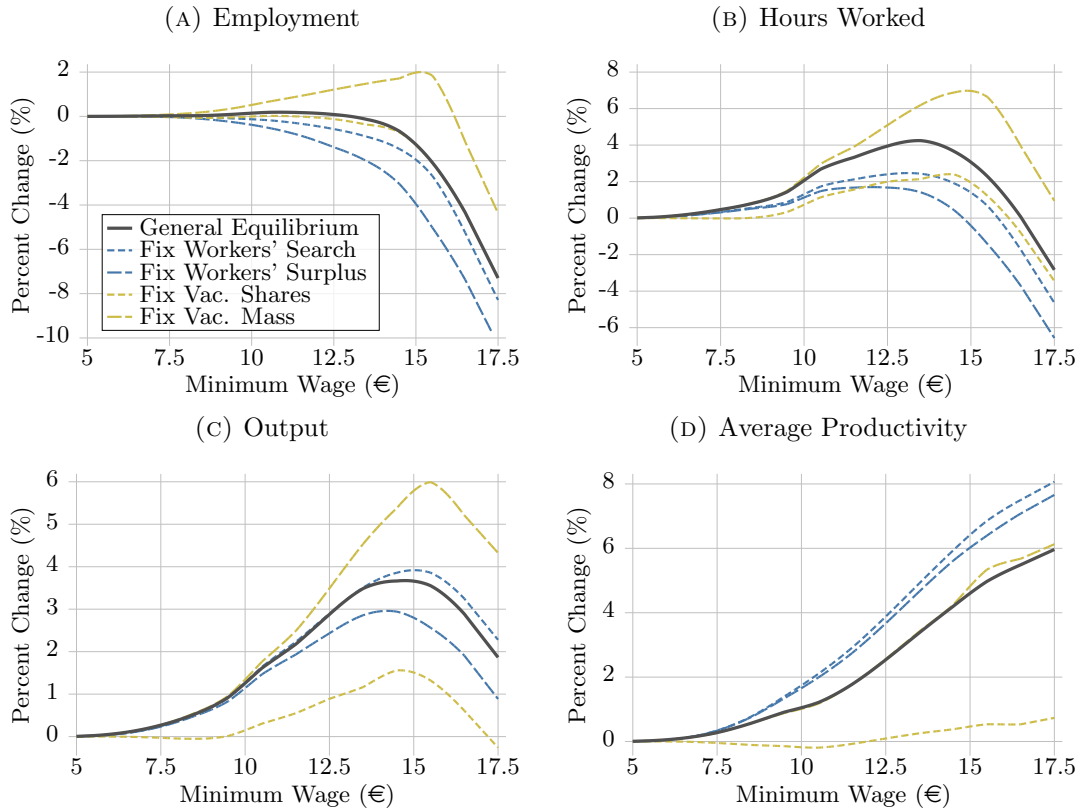 (A) Employment
2
0
-2
-4
-6
-8
-10
Percent Change (%)
General Equilibrium
Fix Workers' Search
Fix Workers' Surplus
Fix Vac. Shares
Fix Vac. Mass
5 7.5 10 12.5 15 17.5
Minimum Wage (€)
(B) Hours Worked
8
6
4
2
0
-2
-4
-6
Percent Change (%)
5 7.5 10 12.5 15 17.5
Minimum Wage (€)
(C) Output
6
5
4
3
2
1
0
Percent Change (%)
5 7.5 10 12.5 15 17.5
Minimum Wage (€)
(D) Average Productivity
8
6
4
2
0
Percent Change (%)
5 7.5 10 12.5 15 17.5
Minimum Wage (€)